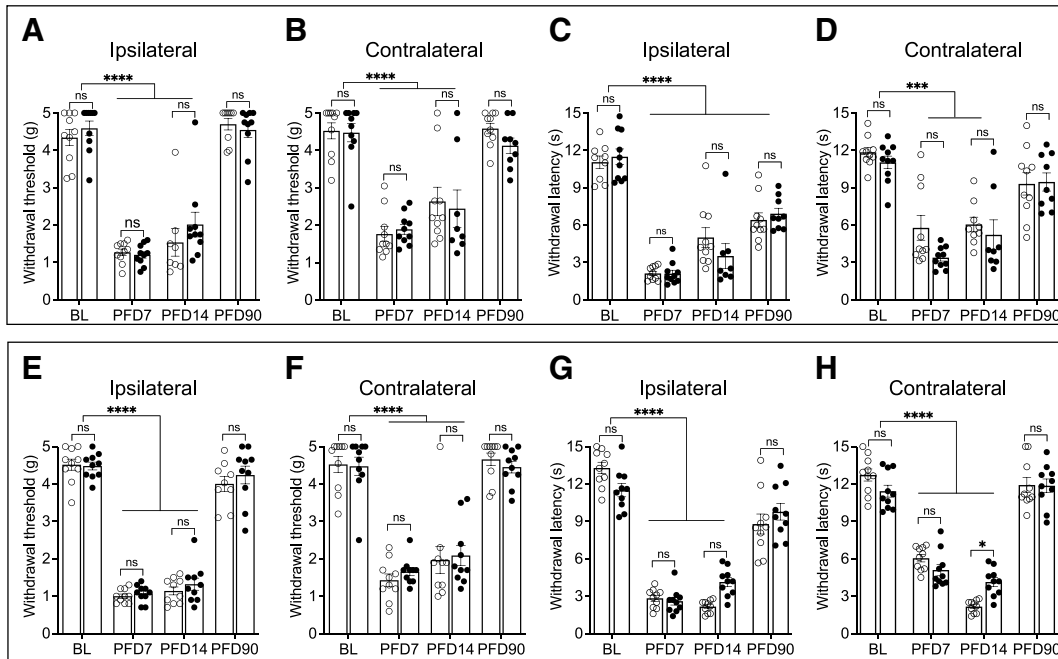 A
Ipsilateral
****
ns
ns
ns
ns
Withdrawal threshold (g)
5
4
3
2
1
0
BL PFD7 PFD14 PFD90
B
Contralateral
****
ns
ns
ns
ns
Withdrawal threshold (g)
5
4
3
2
1
0
BL PFD7 PFD14 PFD90
C
Ipsilateral
****
ns
ns
ns
ns
Withdrawal latency (s)
15
12
9
6
3
0
BL PFD7 PFD14 PFD90
D
Contralateral
***
ns
ns
ns
ns
Withdrawal latency (s)
15
12
9
6
3
0
BL PFD7 PFD14 PFD90
E
Ipsilateral
****
ns
ns
ns
ns
Withdrawal threshold (g)
5
4
3
2
1
0
BL PFD7 PFD14 PFD90
F
Contralateral
****
ns
ns
ns
ns
Withdrawal threshold (g)
5
4
3
2
1
0
BL PFD7 PFD14 PFD90
G
Ipsilateral
****
ns
ns
ns
ns
Withdrawal latency (s)
15
12
9
6
3
0
BL PFD7 PFD14 PFD90
H
Contralateral
****
ns
ns
ns
*
Withdrawal latency (s)
15
12
9
6
3
0
BL PFD7 PFD14 PFD90